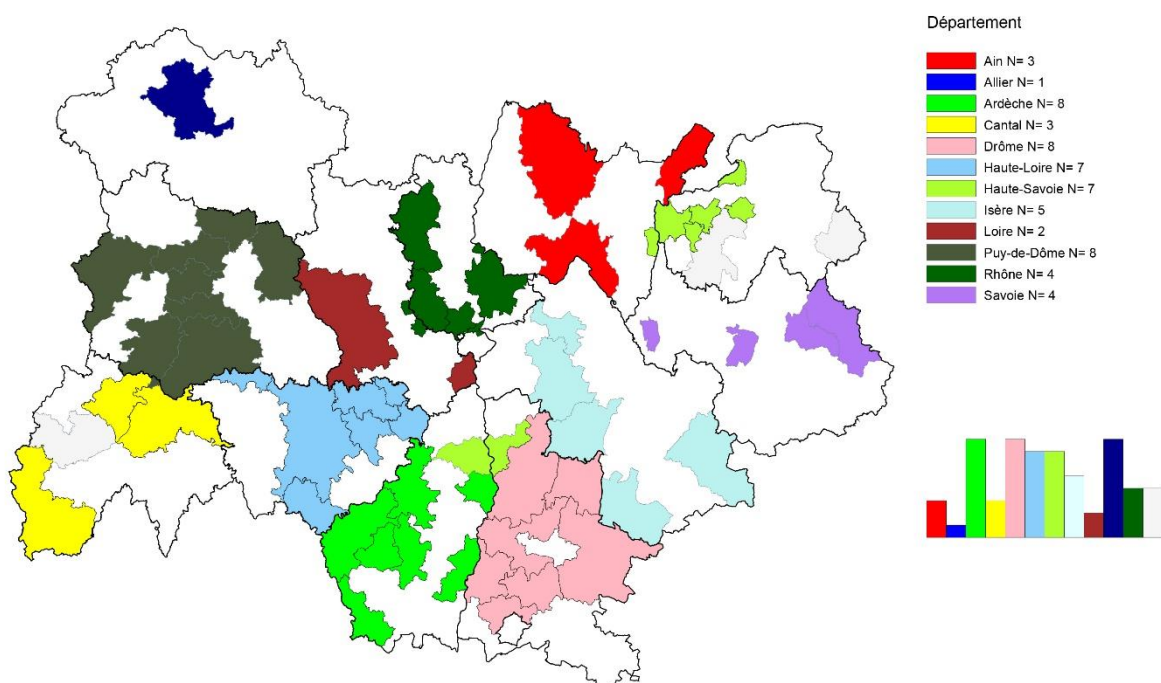 Département
Ain N= 3
Allier N= 1
Ardèche N= 8
Cantal N= 3
Drôme N= 8
Haute-Loire N= 7
Haute-Savoie N= 7
Isère N= 5
Loire N= 2
Puy-de-Dôme N= 8
Rhône N= 4
Savoie N= 4